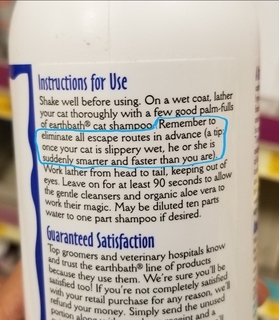 Instructions for Use
Shake well before using. On a wet coat, lather
your cat thoroughly with a few good palm-fulls
of earthbath® cat shampoo. (Remember to
eliminate all escape routes in advance (a tip:
once your cat is slippery wet, he or she is
suddenly smarter and faster than you are).
Work lather from head to tail, keeping out of
eyes. Leave on for at least 90 seconds to allow
the gentle cleansers and organic aloe vera to
work their magic. May be diluted ten parts
water to one part shampoo if desired.
Guaranteed Satisfaction
Top groomers and veterinary hospitals know
and trust the earthbath® line of products
because they use them. We're sure you'll be
satisfied too! If you're not completely satisfied
with your retail purchase for any reason, we'll
refund your money. Simply send the unused
portion along with